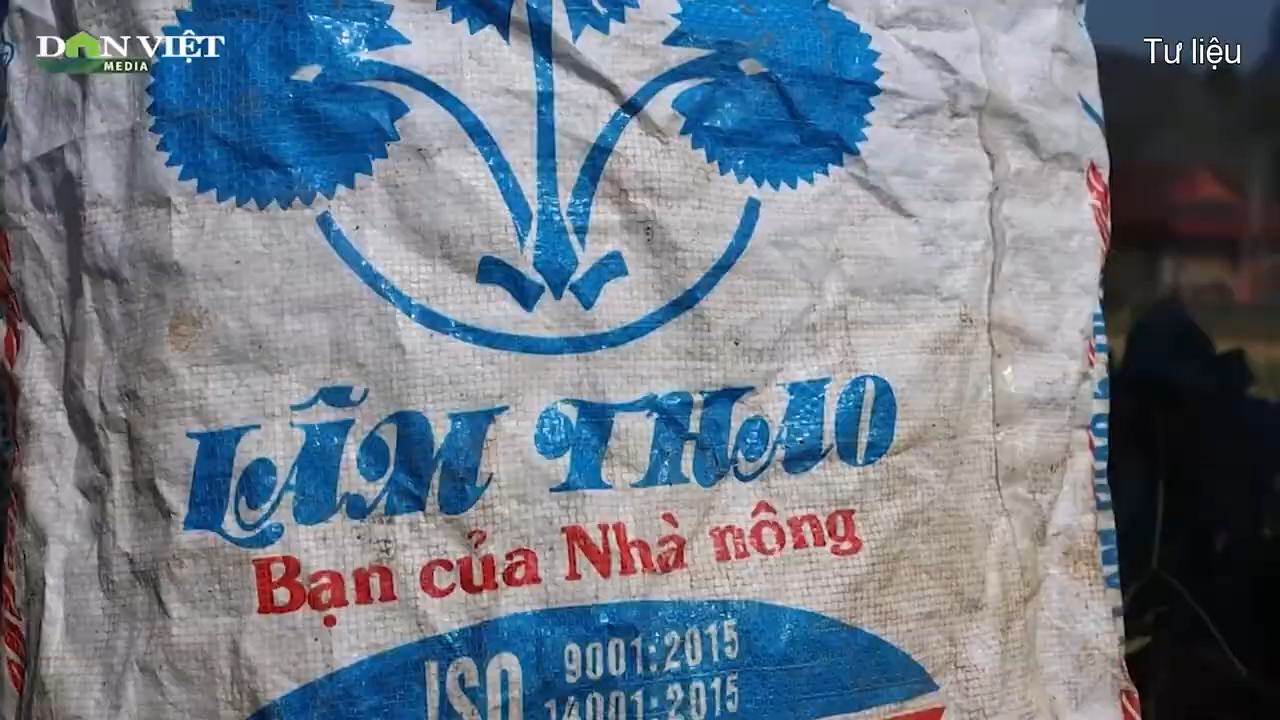 DÂN VIỆT
MEDIA
Tư liệu
LÂM THAO
Bạn của Nhà nông
ISO 9001:2015
14001:2015